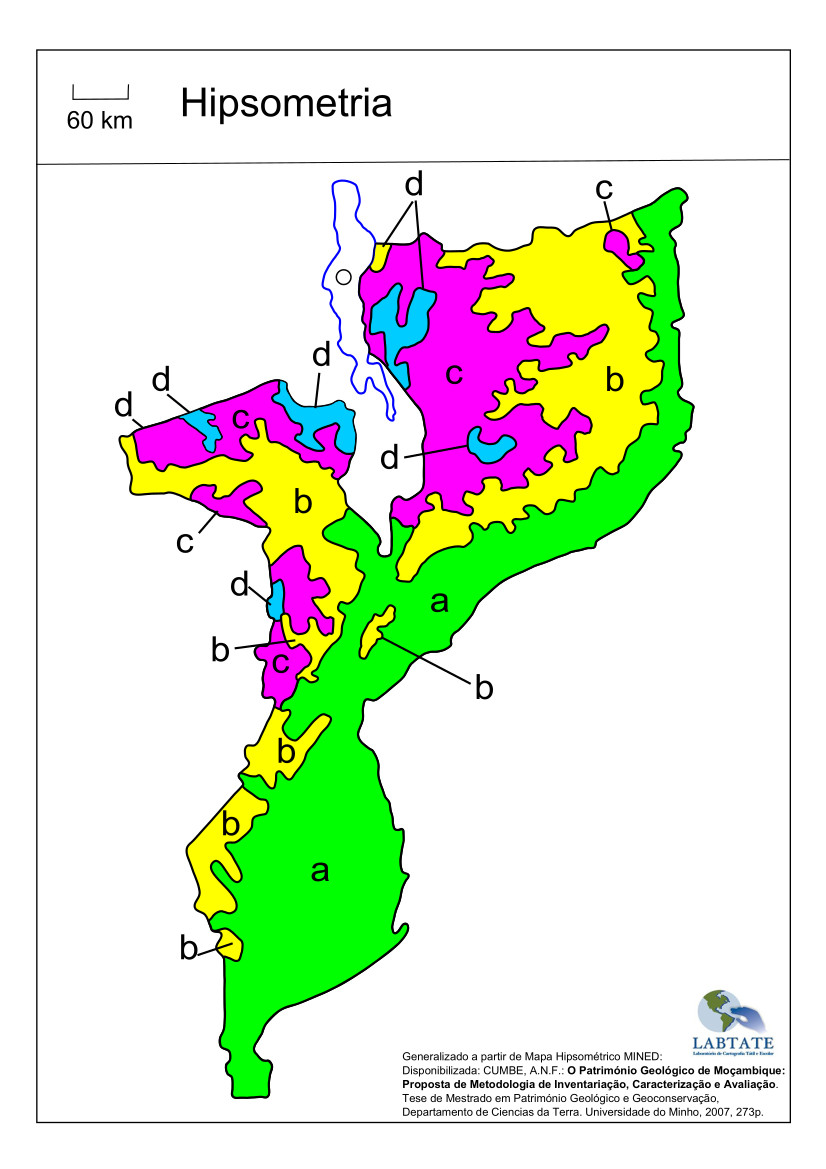 Hipsometria
60 km
d
c
d
d
d
c
c
b
d
b
c
d
a
b
c
b
b
b
a
b
LABTATE
Laboratório de Cartografia Tátil e Escolar
Generalizado a partir de Mapa Hipsométrico MINED:
Disponibilizada: CUMBE, A.N.F.: O Património Geológico de Moçambique:
Proposta de Metodologia de Inventariação, Caracterização e Avaliação.
Tese de Mestrado em Património Geológico e Geoconservação,
Departamento de Ciencias da Terra. Universidade do Minho, 2007, 273p.